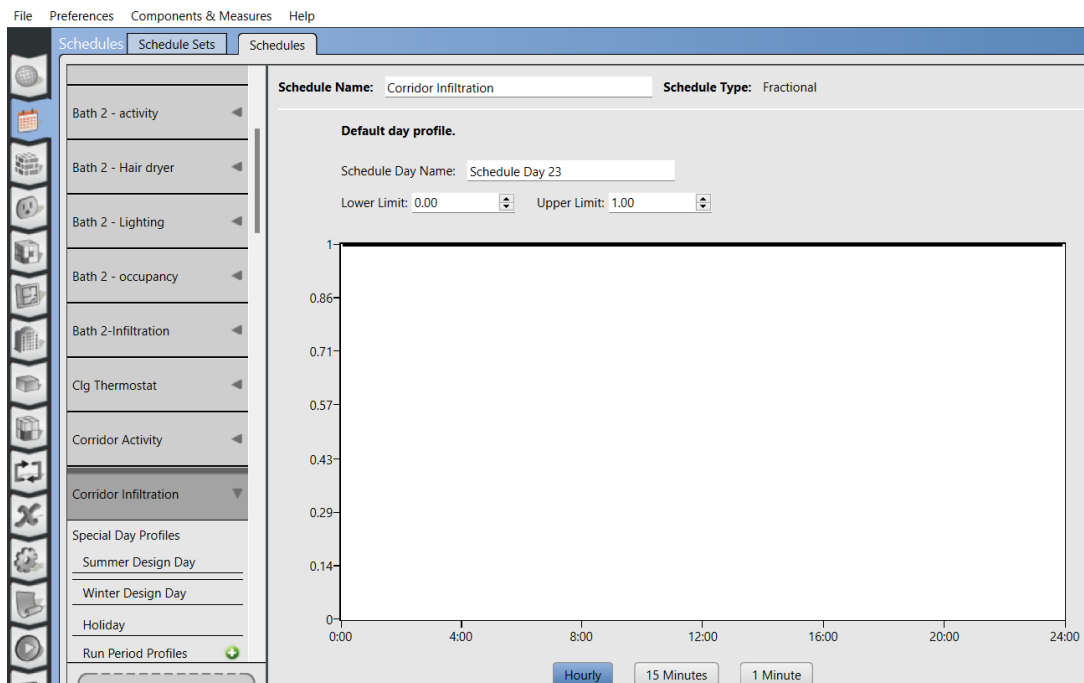 File Preferences Components & Measures Help
Schedules Schedule Sets Schedules
Schedule Name: Corridor Infiltration Schedule Type: Fractional
Bath 2 - activity
Default day profile.
Bath 2 - Hair dryer
Schedule Day Name: Schedule Day 23
Lower Limit: 0.00 Upper Limit: 1.00
Bath 2 - Lighting
Bath 2 - occupancy
Bath 2-Infiltration
Clg Thermostat
Corridor Activity
Corridor Infiltration
Special Day Profiles
Summer Design Day
Winter Design Day
Holiday
Run Period Profiles
1
0.86
0.71
0.57
0.43
0.29
0.14
0
0:00 4:00 8:00 12:00 16:00 20:00 24:00
Hourly 15 Minutes 1 Minute